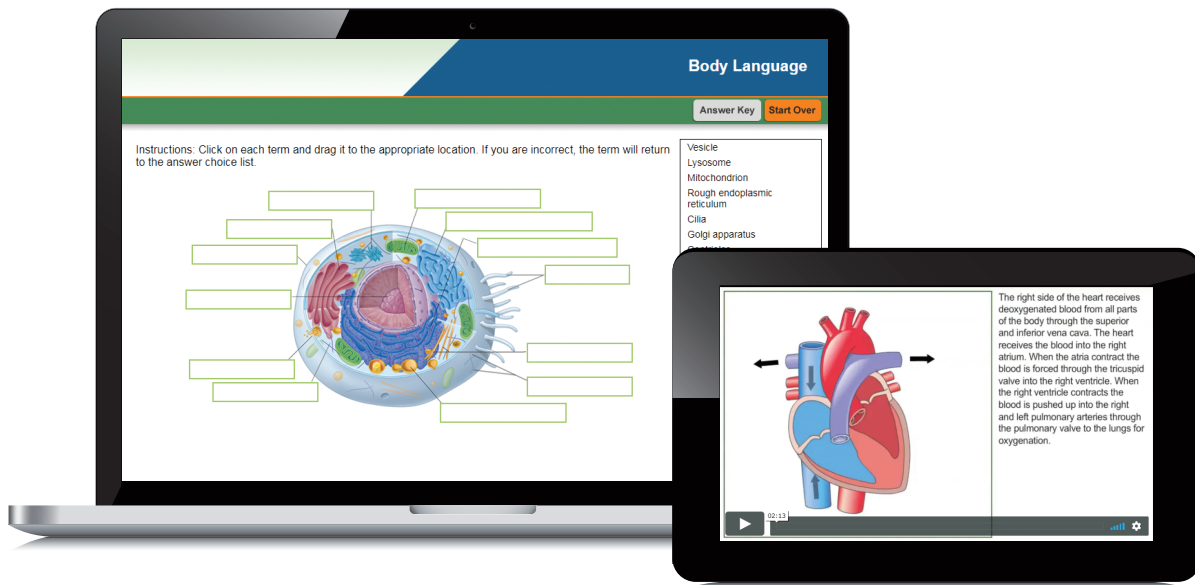 Body Language
Answer Key
Start Over
Instructions: Click on each term and drag it to the appropriate location. If you are incorrect, the term will return
to the answer choice list.
Vesicle
Lysosome
Mitochondrion
Rough endoplasmic
reticulum
Cilia
Golgi apparatus
The right side of the heart receives
deoxygenated blood from all parts
of the body through the superior
and inferior vena cava. The heart
receives the blood into the right
atrium. When the atria contract the
blood is forced through the tricuspid
valve into the right ventricle. When
the right ventricle contracts the
blood is pushed up into the right
and left pulmonary arteries through
the pulmonary valve to the lungs for
oxygenation.
02:13